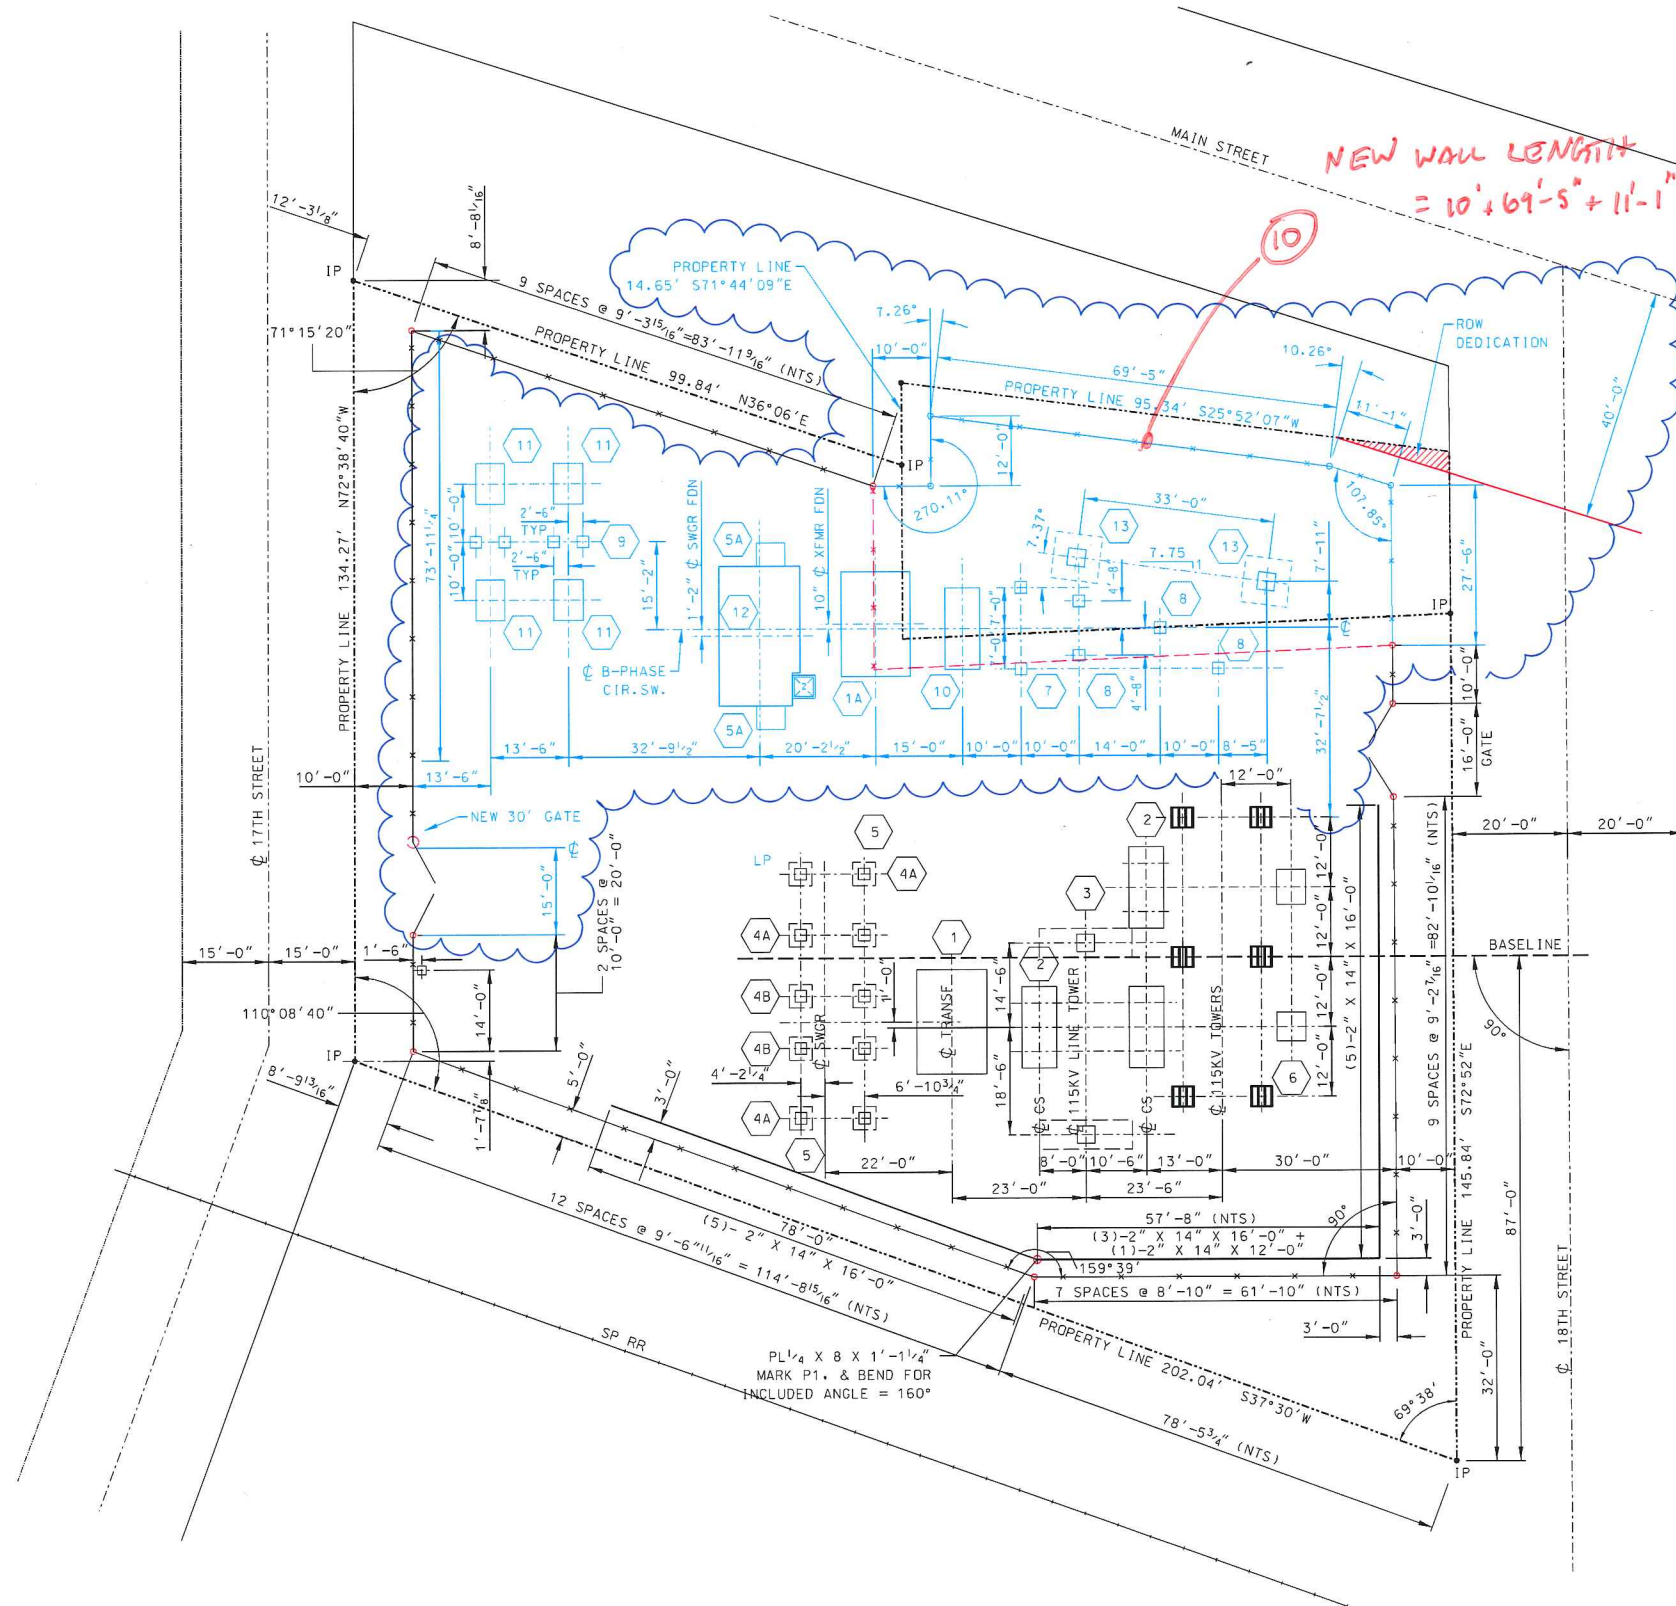 MAIN STREET
NEW WALL LENGTH
= 10' + 69'-5" + 11'-1"
10
12'-3 1/8"
8'-8 1/16"
IP
9 SPACES @ 9'-3 15/16"=83'-11 9/16" (NTS)
PROPERTY LINE
14.65' S71°44'09"E
7.26°
10'-0"
ROW
DEDICATION
10.26°
71°15'20"
PROPERTY LINE 99.84' N36°06'E
69'-5"
PROPERTY LINE 95.34' S25°52'07"W
11'-1"
40'-0"
IP
12'-0"
270.11°
107.85°
PROPERTY LINE 134.27' N72°38'40"W
73'-11 1/4"
11
11
10'-0"
10'-0"
2'-6"
TYP
2'-6"
TYP
9
11
11
15'-2"
1'-2" ℄ SWGR FDN
5A
12
5A
2
10" ℄ XFMR FDN
33'-0"
13
13
7.37°
7.75
1
7'-11"
27'-6"
4'-8"
8
7'-0"
7'-0"
IP
℄
8
℄ B-PHASE
CIR.SW.
1A
10
7
8
4'-8"
32'-7 1/2"
10'-0"
16'-0"
GATE
13'-6"
32'-9 1/2"
20'-2 1/2"
15'-0"
10'-0"
10'-0"
14'-0"
10'-0"
8'-5"
10'-0"
13'-6"
12'-0"
℄ 17TH STREET
NEW 30' GATE
℄
15'-0"
2 SPACES @
10'-0" = 20'-0"
LP
5
4A
2
3
20'-0"
20'-0"
12'-0"
12'-0"
12'-0"
12'-0"
(5)-2" X 14" X 16'-0"
9 SPACES @ 9'-2 7/16" =82'-10 1/16" (NTS)
BASELINE
15'-0"
15'-0"
1'-6"
4A
1
2
14'-6"
1'-0"
4B
4B
4A
5
℄ SWGR
℄ TRANSF
℄ CS
℄ 115KV LINE TOWER
℄ CS
℄ 115KV TOWERS
6
90°
110°08'40"
14'-0"
IP
8'-9 13/16"
1'-7 7/8"
5'-0"
3'-0"
4'-2 1/4"
6'-10 3/4"
18'-6"
22'-0"
8'-0"
10'-6"
13'-0"
30'-0"
10'-0"
23'-0"
23'-6"
57'-8" (NTS)
(3)-2" X 14" X 16'-0" +
(1)-2" X 14" X 12'-0"
90°
3'-0"
159°39'
7 SPACES @ 8'-10" = 61'-10" (NTS)
3'-0"
PROPERTY LINE 145.84' S72°52'E
87'-0"
32'-0"
℄ 18TH STREET
78'-0"
(5)- 2" X 14" X 16'-0"
12 SPACES @ 9'-6" 11/16" = 114'-8 15/16" (NTS)
SP RR
PL 1/4 X 8 X 1'-1 1/4"
MARK P1. & BEND FOR
INCLUDED ANGLE = 160°
PROPERTY LINE 202.04' S37°30'W
69°38'
78'-5 3/4" (NTS)
IP